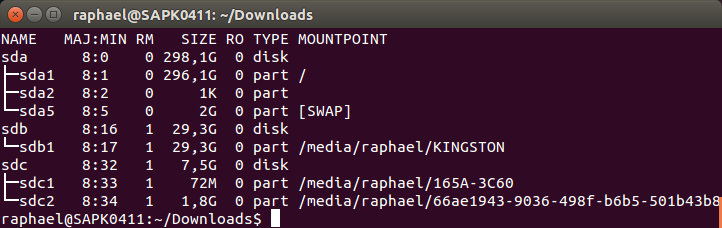 raphael@SAPK0411: ~/Downloads
NAME   MAJ:MIN RM   SIZE RO TYPE MOUNTPOINT
sda      8:0    0 298,1G  0 disk
├─sda1   8:1    0 296,1G  0 part /
├─sda2   8:2    0     1K  0 part
└─sda5   8:5    0     2G  0 part [SWAP]
sdb      8:16   1  29,3G  0 disk
└─sdb1   8:17   1  29,3G  0 part /media/raphael/KINGSTON
sdc      8:32   1   7,5G  0 disk
├─sdc1   8:33   1    72M  0 part /media/raphael/165A-3C60
└─sdc2   8:34   1   1,8G  0 part /media/raphael/66ae1943-9036-498f-b6b5-501b43b8
raphael@SAPK0411:~/Downloads$